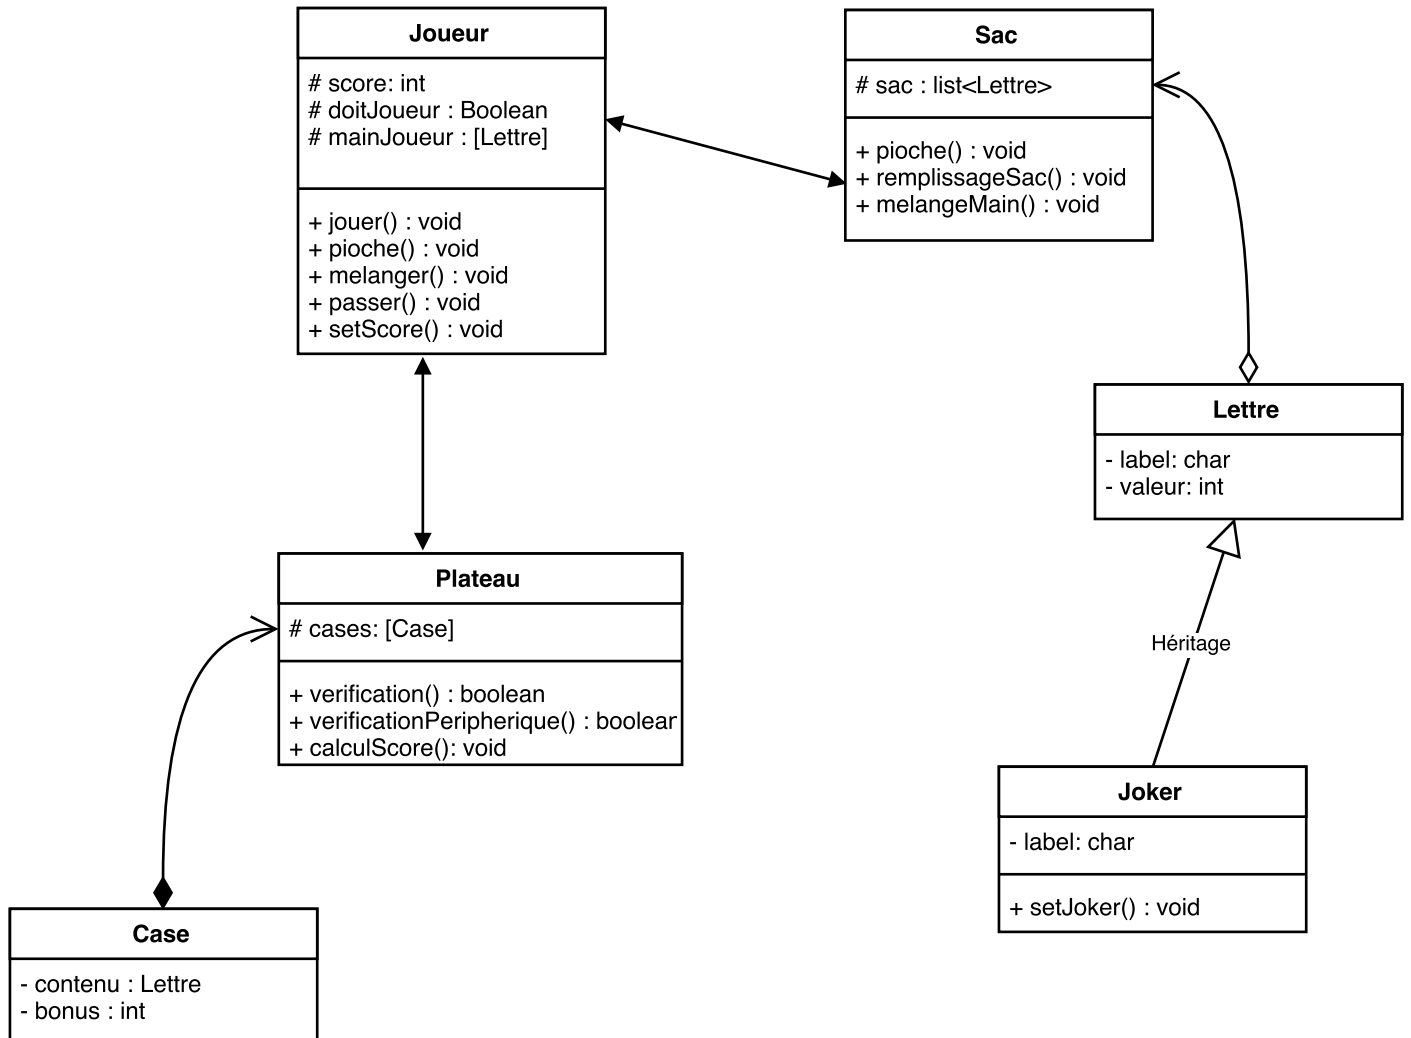 Joueur
# score: int
# doitJoueur : Boolean
# mainJoueur : [Lettre]
+ jouer() : void
+ pioche() : void
+ melanger() : void
+ passer() : void
+ setScore() : void
Sac
# sac : list<Lettre>
+ pioche() : void
+ remplissageSac() : void
+ melangeMain() : void
Lettre
- label: char
- valeur: int
Plateau
# cases: [Case]
+ verification() : boolean
+ verificationPeripherique() : boolean
+ calculScore(): void
Héritage
Joker
- label: char
+ setJoker() : void
Case
- contenu : Lettre
- bonus : int